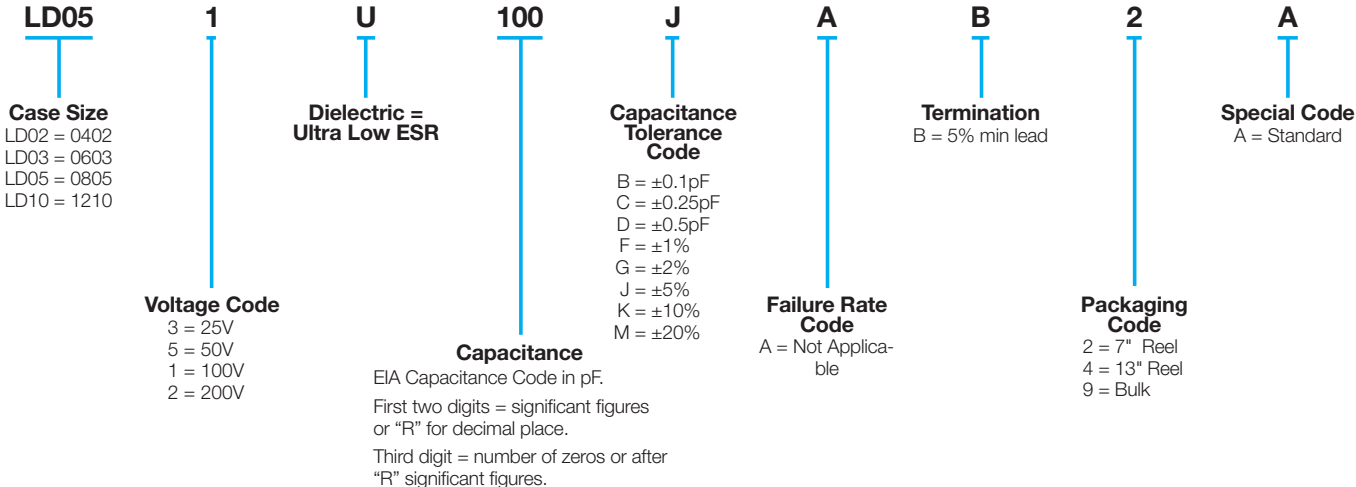 LD05 1 U 100 J A B 2 A
Case Size
LD02 = 0402
LD03 = 0603
LD05 = 0805
LD10 = 1210
Voltage Code
3 = 25V
5 = 50V
1 = 100V
2 = 200V
Dielectric =
Ultra Low ESR
Capacitance
EIA Capacitance Code in pF.
First two digits = significant figures
or “R” for decimal place.
Third digit = number of zeros or after
“R” significant figures.
Capacitance
Tolerance
Code
B = ±0.1pF
C = ±0.25pF
D = ±0.5pF
F = ±1%
G = ±2%
J = ±5%
K = ±10%
M = ±20%
Failure Rate
Code
A = Not Applica-
ble
Termination
B = 5% min lead
Packaging
Code
2 = 7" Reel
4 = 13" Reel
9 = Bulk
Special Code
A = Standard